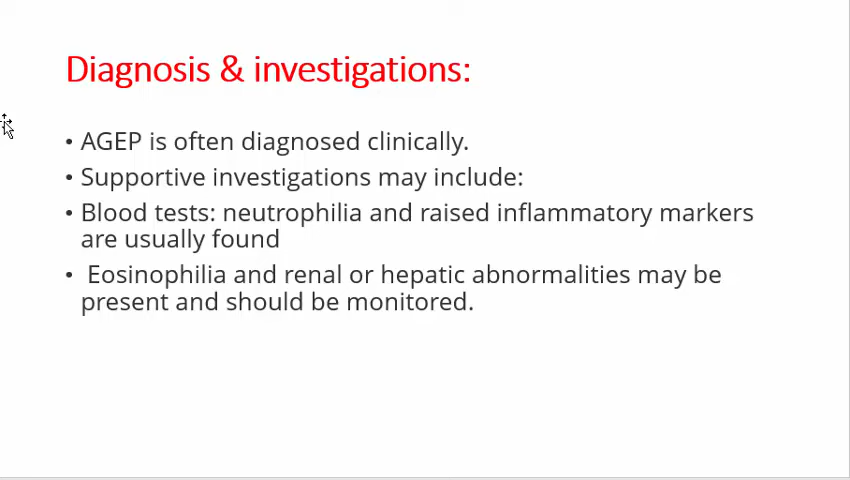 Diagnosis & investigations:
• AGEP is often diagnosed clinically.
• Supportive investigations may include:
• Blood tests: neutrophilia and raised inflammatory markers
are usually found
• Eosinophilia and renal or hepatic abnormalities may be
present and should be monitored.